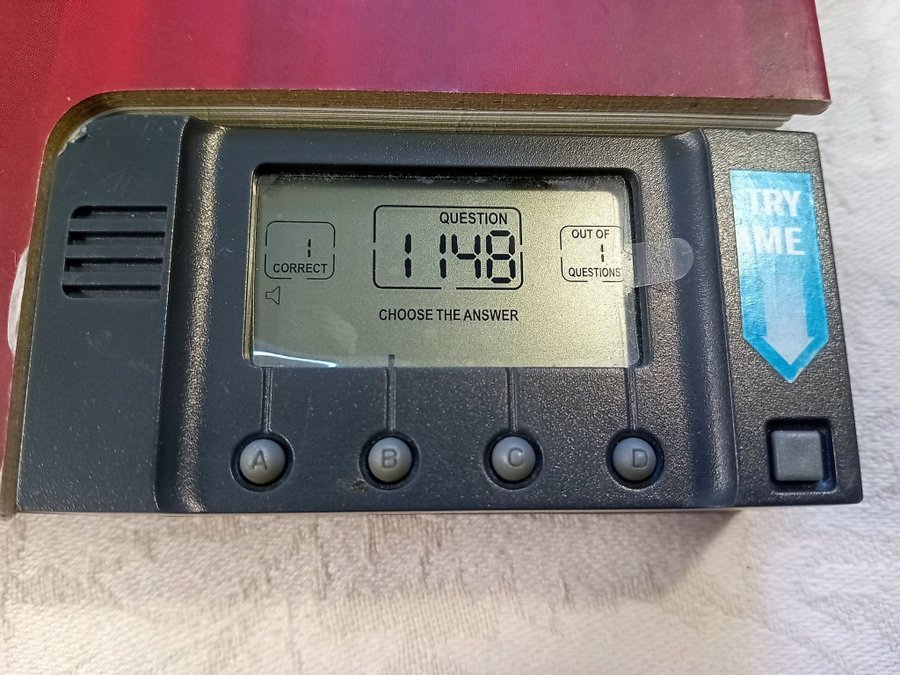 QUESTION
1148
1
CORRECT
OUT OF
1
QUESTIONS
CHOOSE THE ANSWER
A B C D
TRY
ME